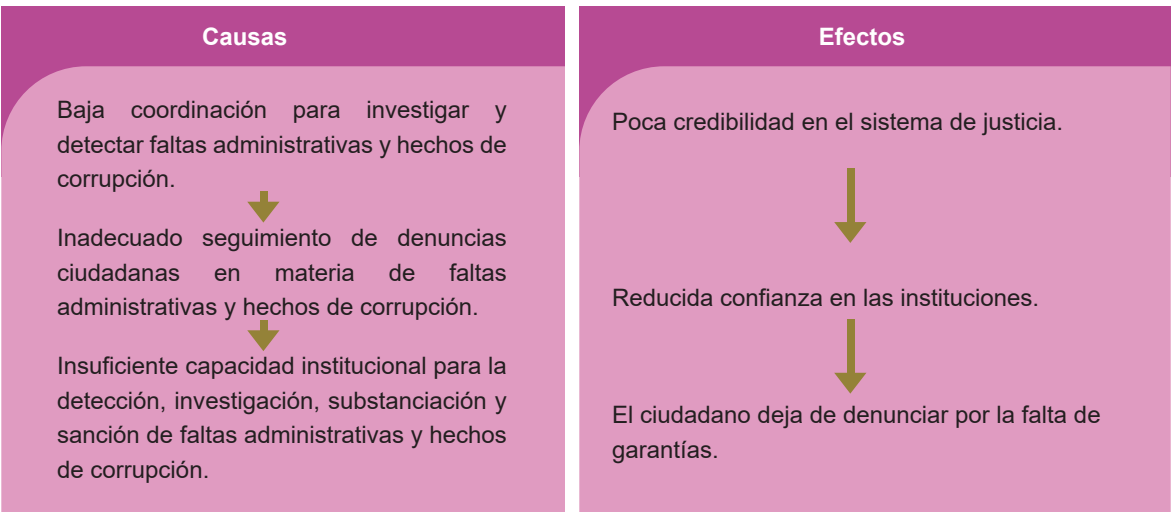 Causas
Baja coordinación para investigar y
detectar faltas administrativas y hechos de
corrupción.
Inadecuado seguimiento de denuncias
ciudadanas en materia de faltas
administrativas y hechos de corrupción.
Insuficiente capacidad institucional para la
detección, investigación, substanciación y
sanción de faltas administrativas y hechos
de corrupción.
Efectos
Poca credibilidad en el sistema de justicia.
Reducida confianza en las instituciones.
El ciudadano deja de denunciar por la falta de
garantías.